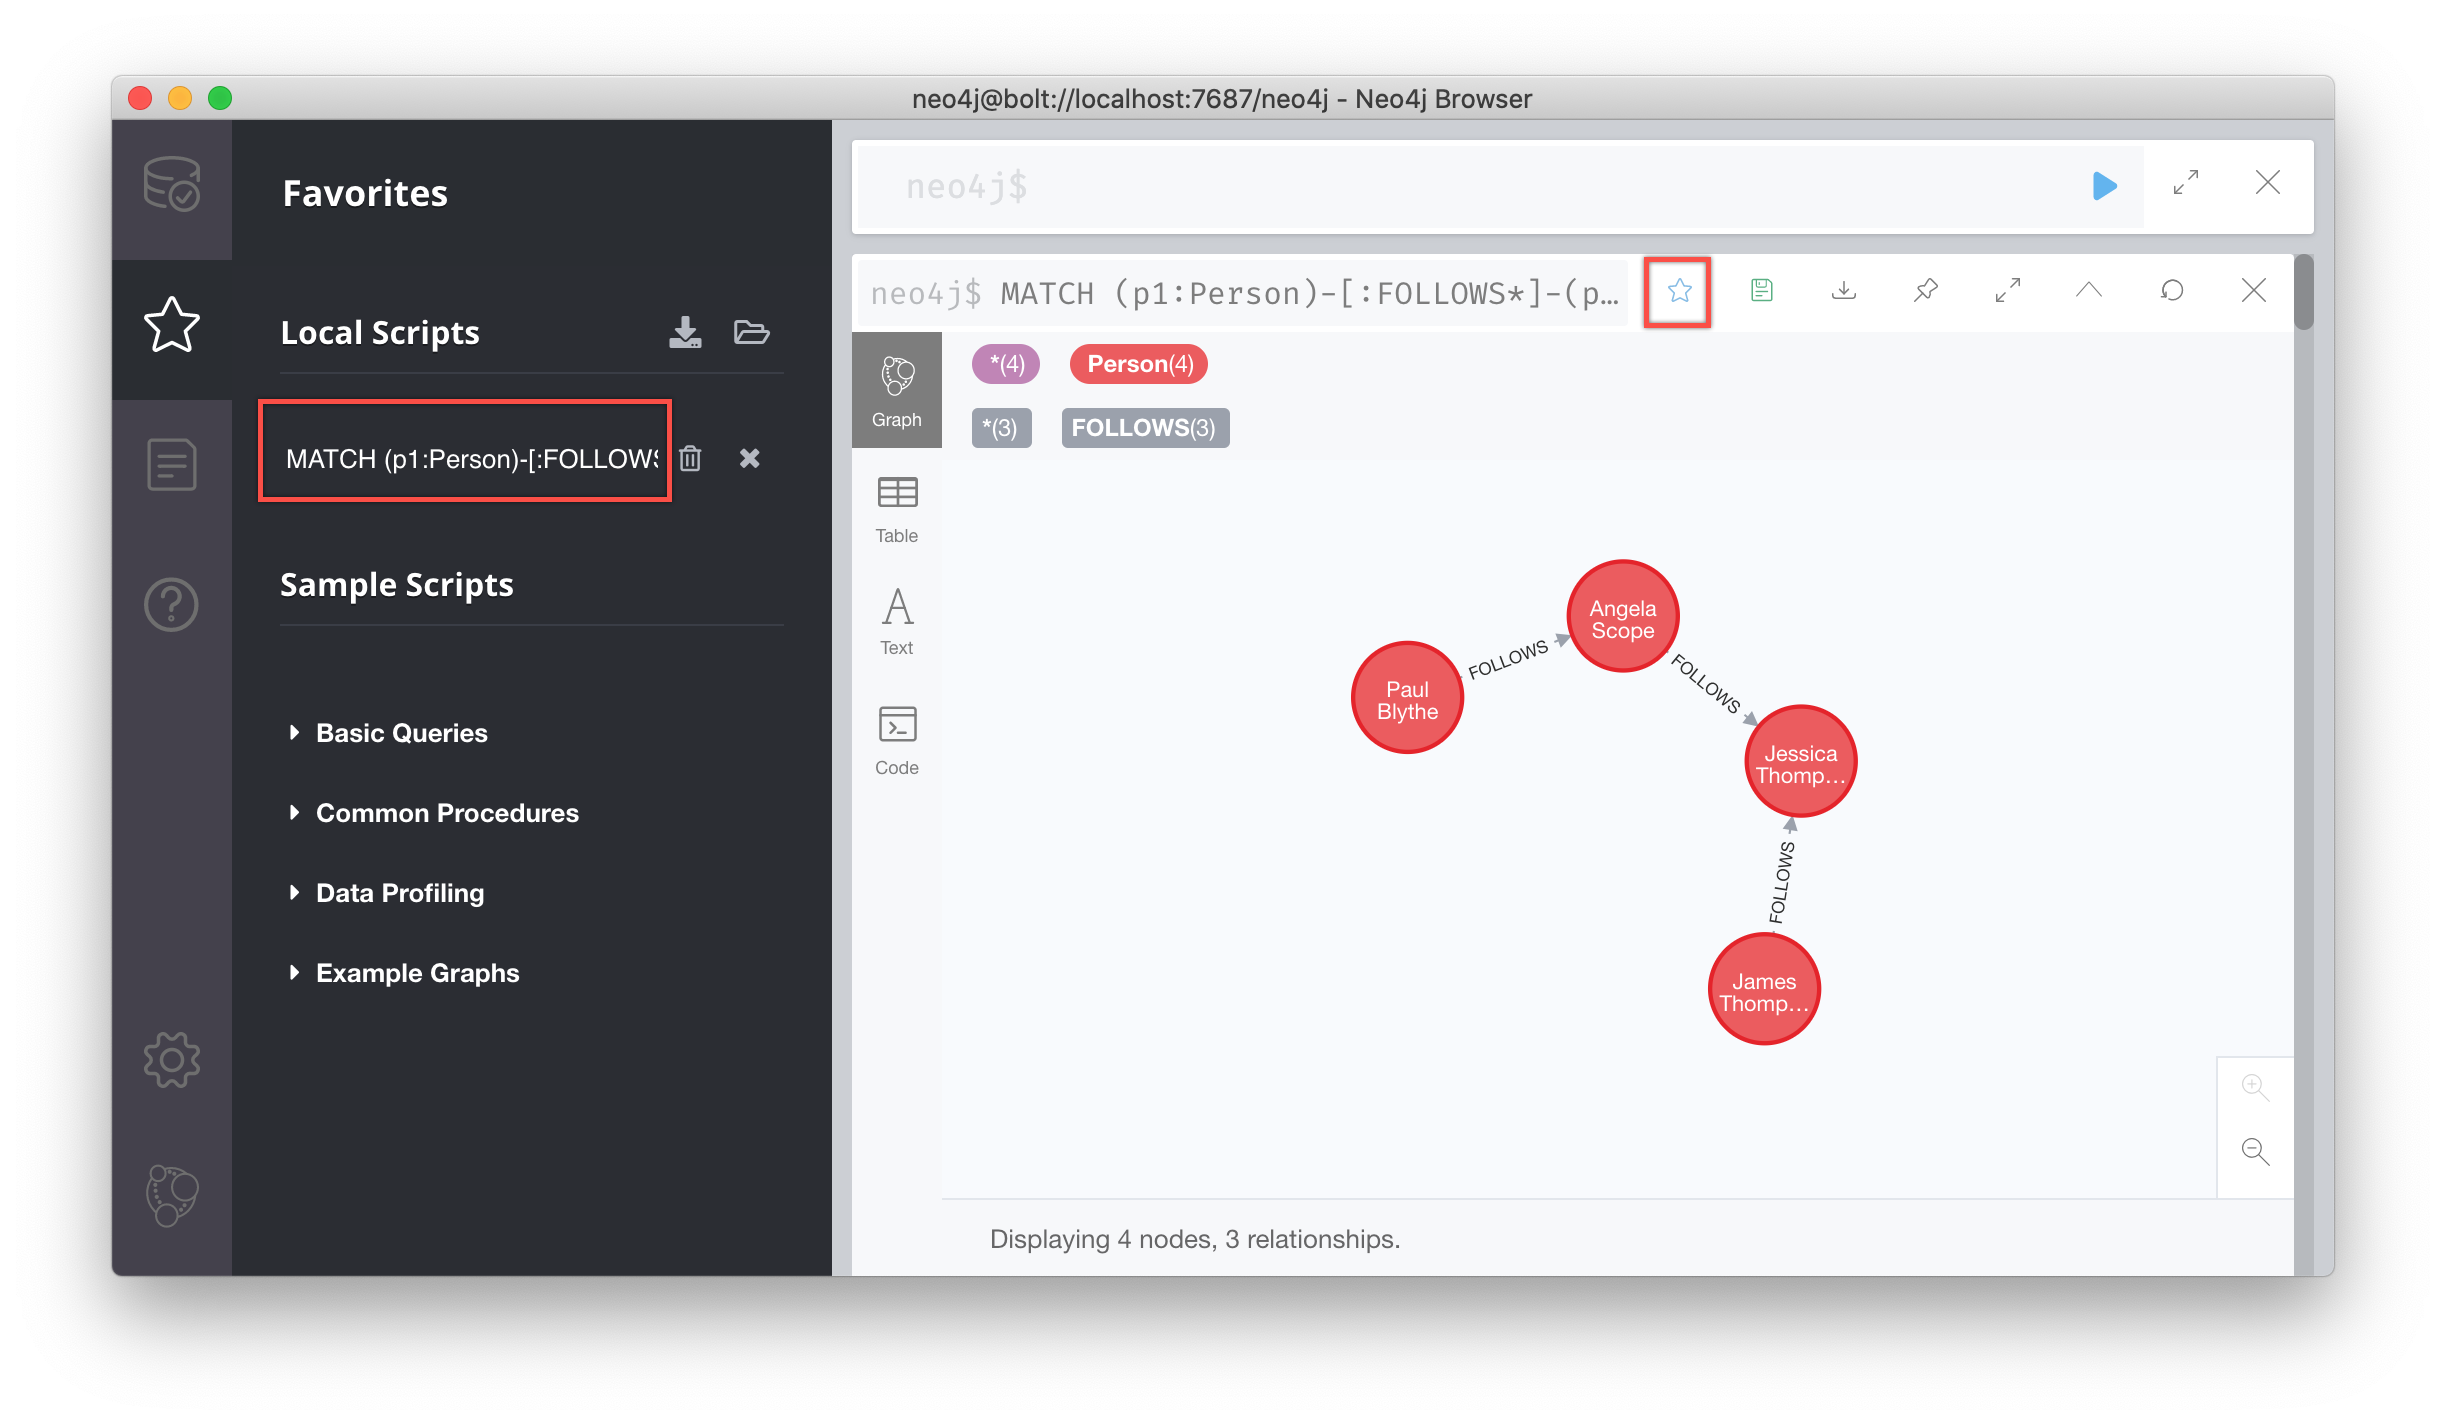 neo4j@bolt://localhost:7687/neo4j - Neo4j Browser
Favorites
Local Scripts
MATCH (p1:Person)-[:FOLLOWS
Sample Scripts
Basic Queries
Common Procedures
Data Profiling
Example Graphs
neo4j$
neo4j$ MATCH (p1:Person)-[:FOLLOWS*]-(p…
*(4) Person(4)
*(3) FOLLOWS(3)
Graph
Table
Text
Code
Angela
Scope
FOLLOWS
Paul
Blythe
FOLLOWS
Jessica
Thomp…
FOLLOWS
James
Thomp…
Displaying 4 nodes, 3 relationships.